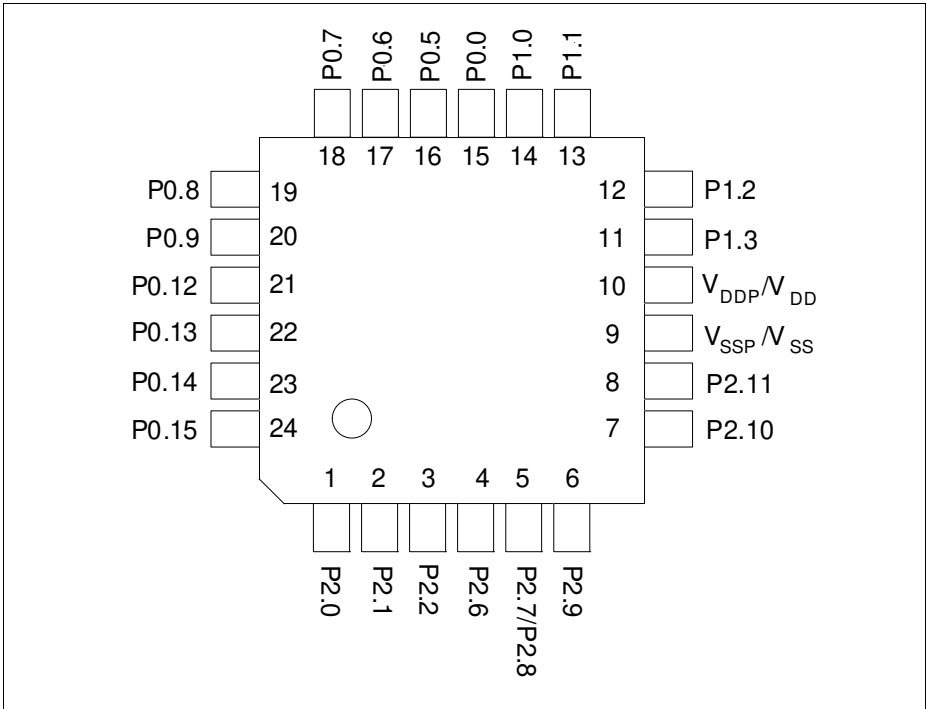 P0.7 P0.6 P0.5 P0.0 P1.0 P1.1
18 17 16 15 14 13
P0.8 19 12 P1.2
P0.9 20 11 P1.3
P0.12 21 10 VDDP/VDD
P0.13 22 9 VSSP/VSS
P0.14 23 8 P2.11
P0.15 24 7 P2.10
1 2 3 4 5 6
P2.0 P2.1 P2.2 P2.6 P2.7/P2.8 P2.9